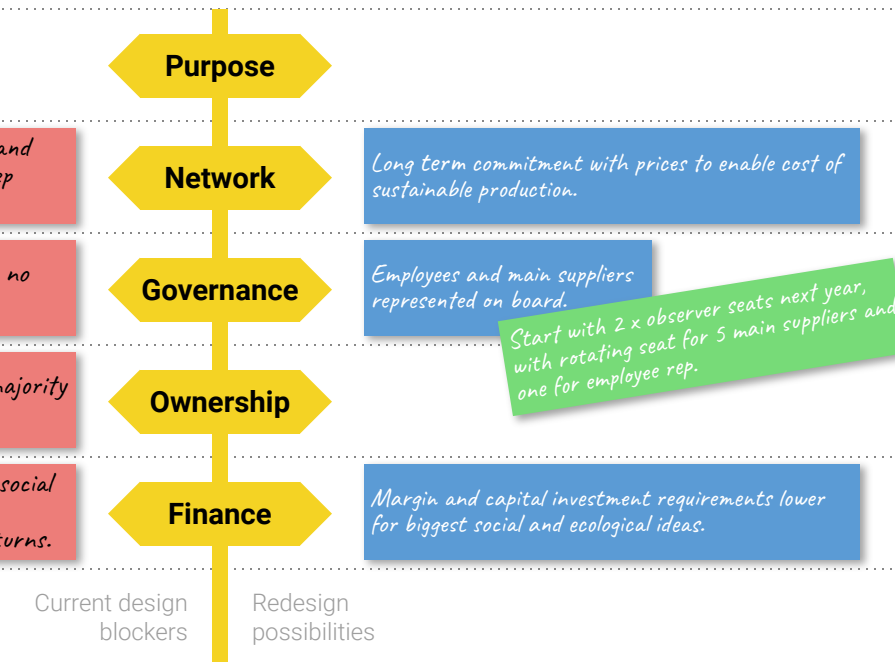 Purpose
and
Network
Long term commitment with prices to enable cost of
sustainable production.
no
Governance
Employees and main suppliers
represented on board.
Start with 2 x observer seats next year,
with rotating seat for 5 main suppliers and
one for employee rep.
majority
Ownership
social
turns.
Finance
Margin and capital investment requirements lower
for biggest social and ecological ideas.
Current design
blockers
Redesign
possibilities